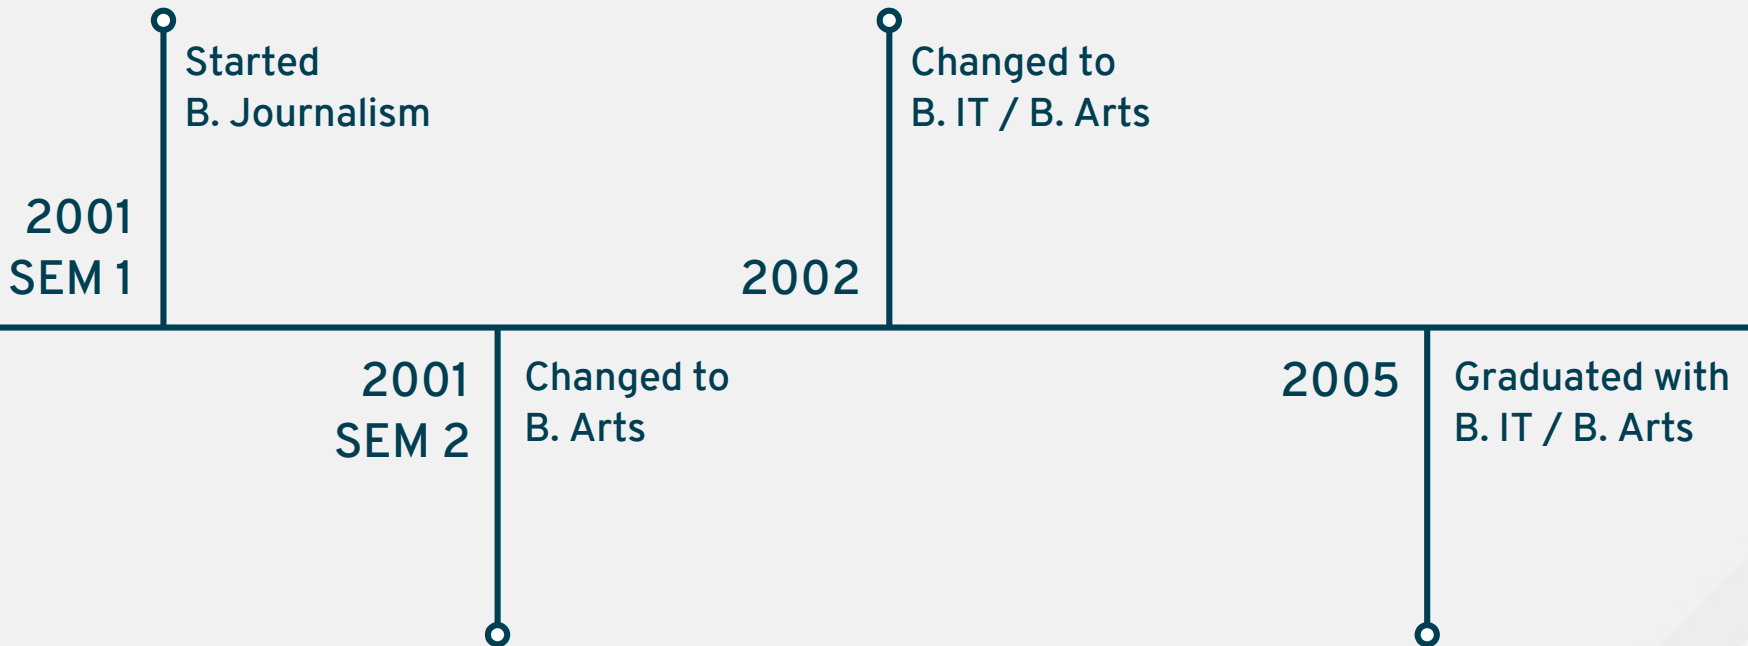 2001
SEM 1
Started
B. Journalism
2001
SEM 2
Changed to
B. Arts
2002
Changed to
B. IT / B. Arts
2005
Graduated with
B. IT / B. Arts